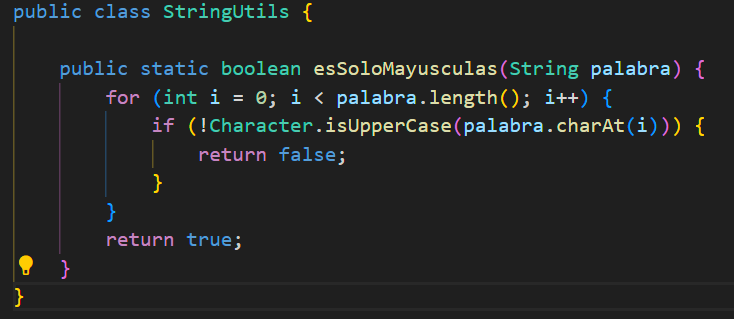 public class StringUtils {
public static boolean esSoloMayusculas(String palabra) {
for (int i = 0; i < palabra.length(); i++) {
if (!Character.isUpperCase(palabra.charAt(i))) {
return false;
}
}
return true;
}
}